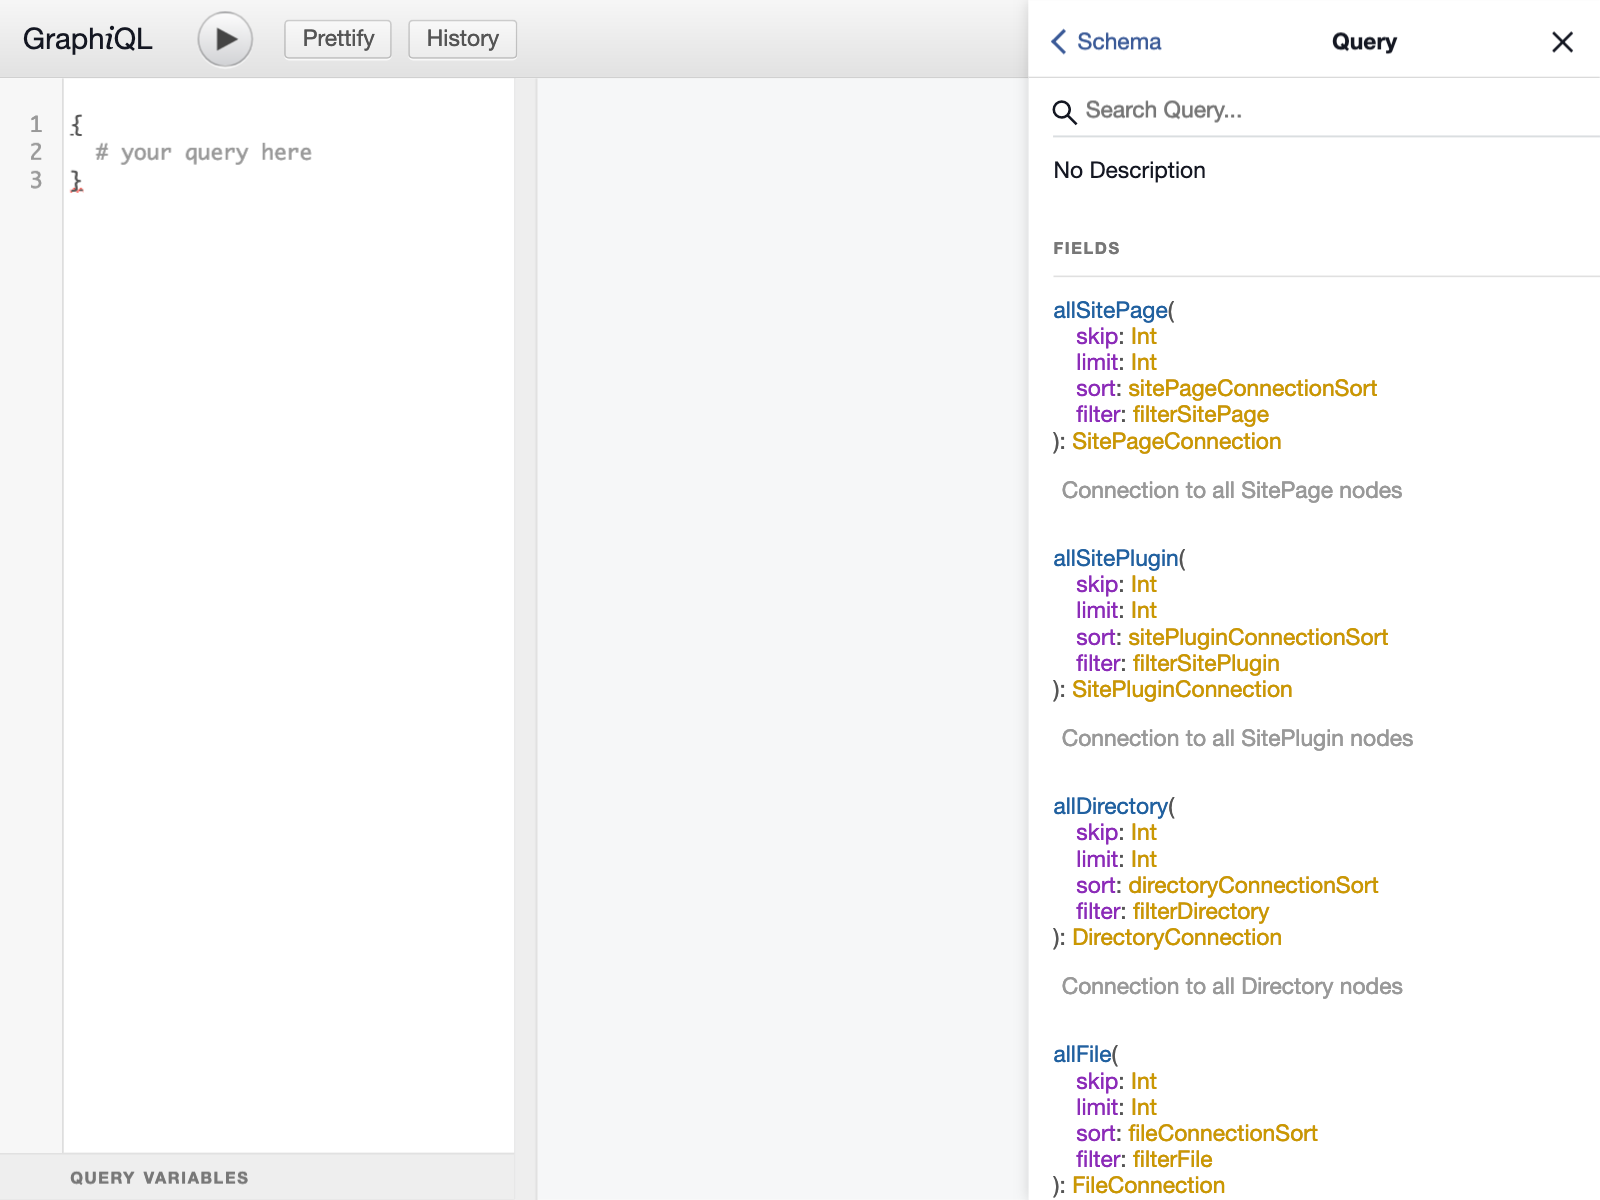 GraphiQL
Prettify
History
1 {
2 # your query here
3 }
QUERY VARIABLES
Schema
Query
Search Query...
No Description
FIELDS
allSitePage(
skip: Int
limit: Int
sort: sitePageConnectionSort
filter: filterSitePage
): SitePageConnection
Connection to all SitePage nodes
allSitePlugin(
skip: Int
limit: Int
sort: sitePluginConnectionSort
filter: filterSitePlugin
): SitePluginConnection
Connection to all SitePlugin nodes
allDirectory(
skip: Int
limit: Int
sort: directoryConnectionSort
filter: filterDirectory
): DirectoryConnection
Connection to all Directory nodes
allFile(
skip: Int
limit: Int
sort: fileConnectionSort
filter: filterFile
): FileConnection